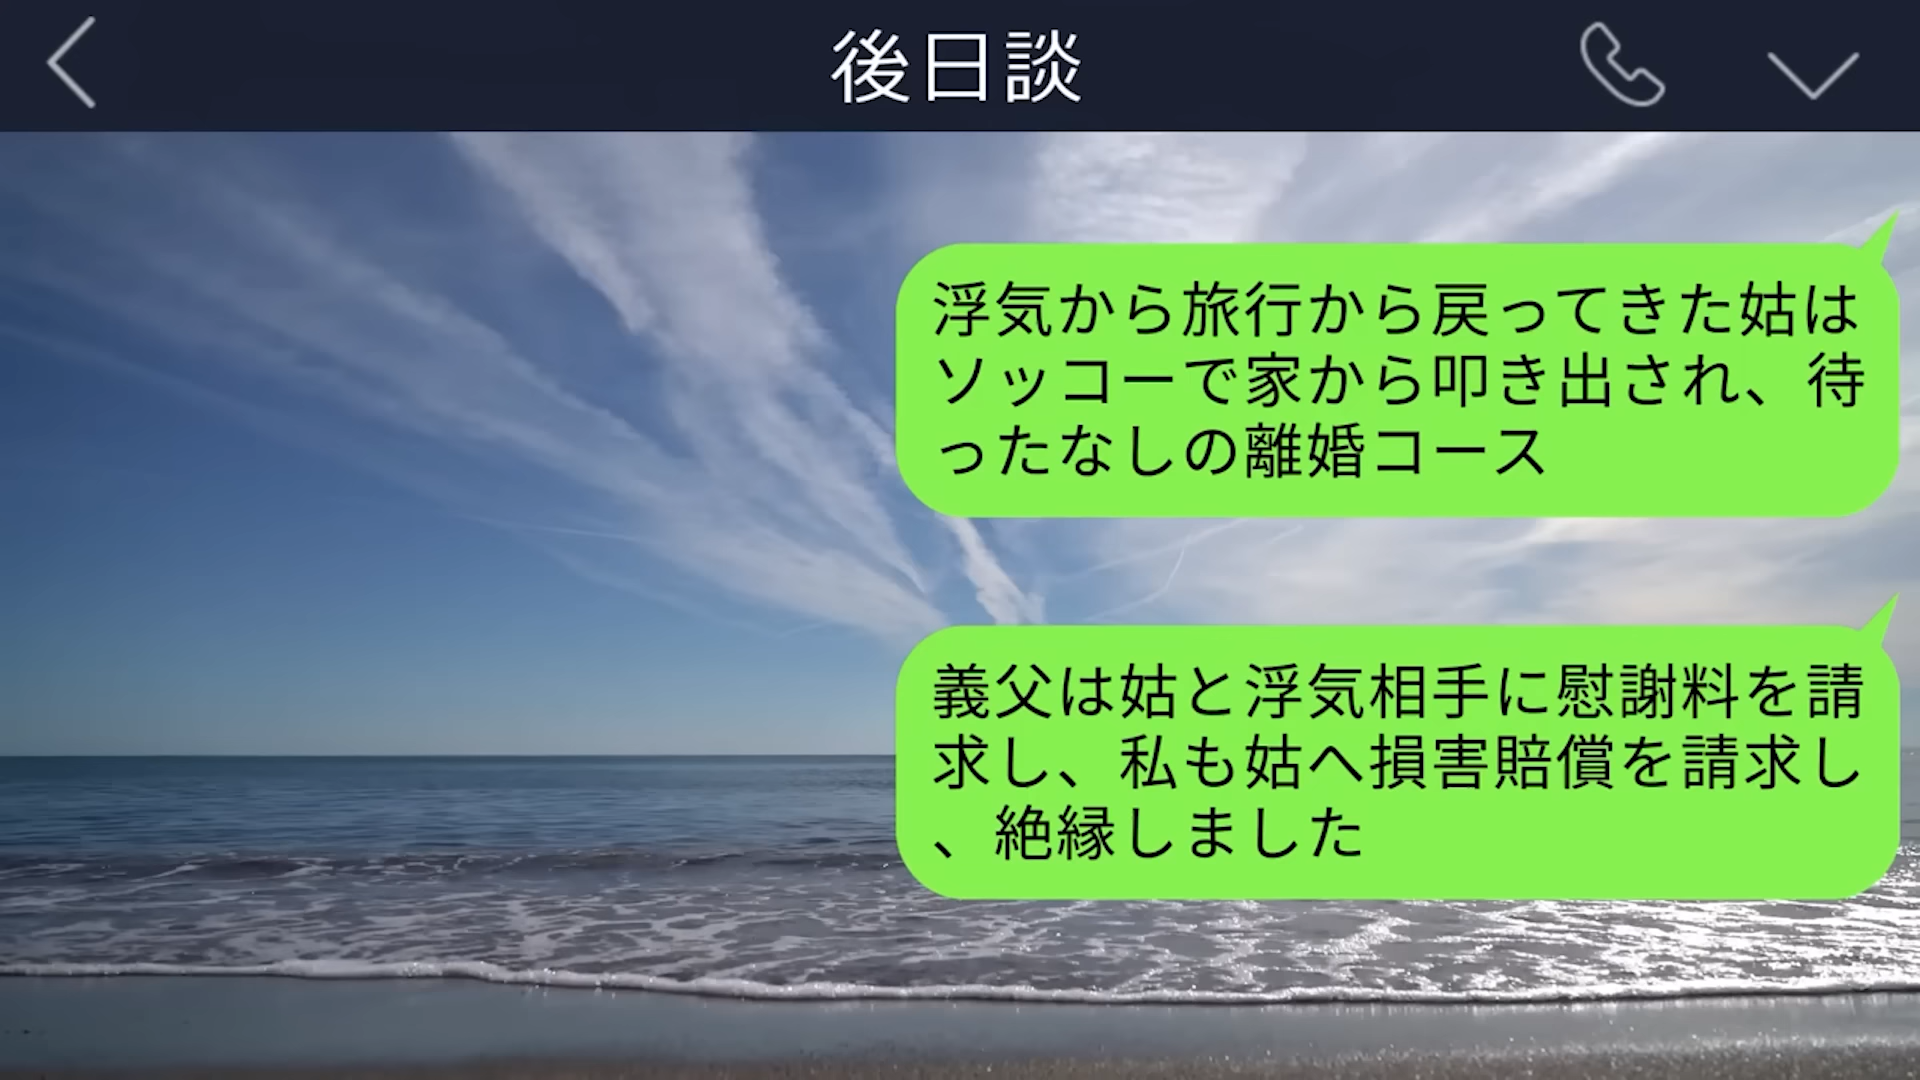 後日談
浮気から旅行から戻ってきた姑は
ソッコーで家から叩き出され、待
ったなしの離婚コース
義父は姑と浮気相手に慰謝料を請
求し、私も姑へ損害賠償を請求し
、絶縁しました